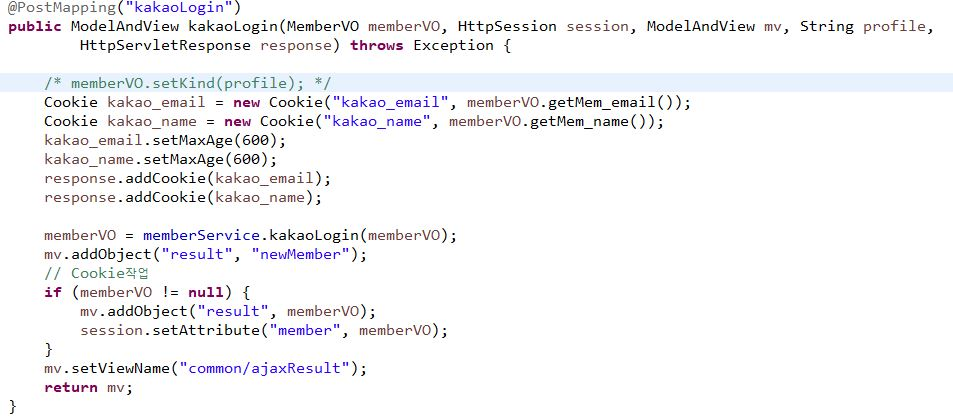 @PostMapping("kakaoLogin")
public ModelAndView kakaoLogin(MemberVO memberVO, HttpSession session, ModelAndView mv, String profile,
        HttpServletResponse response) throws Exception {

    /* memberVO.setKind(profile); */
    Cookie kakao_email = new Cookie("kakao_email", memberVO.getMem_email());
    Cookie kakao_name = new Cookie("kakao_name", memberVO.getMem_name());
    kakao_email.setMaxAge(600);
    kakao_name.setMaxAge(600);
    response.addCookie(kakao_email);
    response.addCookie(kakao_name);

    memberVO = memberService.kakaoLogin(memberVO);
    mv.addObject("result", "newMember");
    // Cookie작업
    if (memberVO != null) {
        mv.addObject("result", memberVO);
        session.setAttribute("member", memberVO);
    }
    mv.setViewName("common/ajaxResult");
    return mv;
}